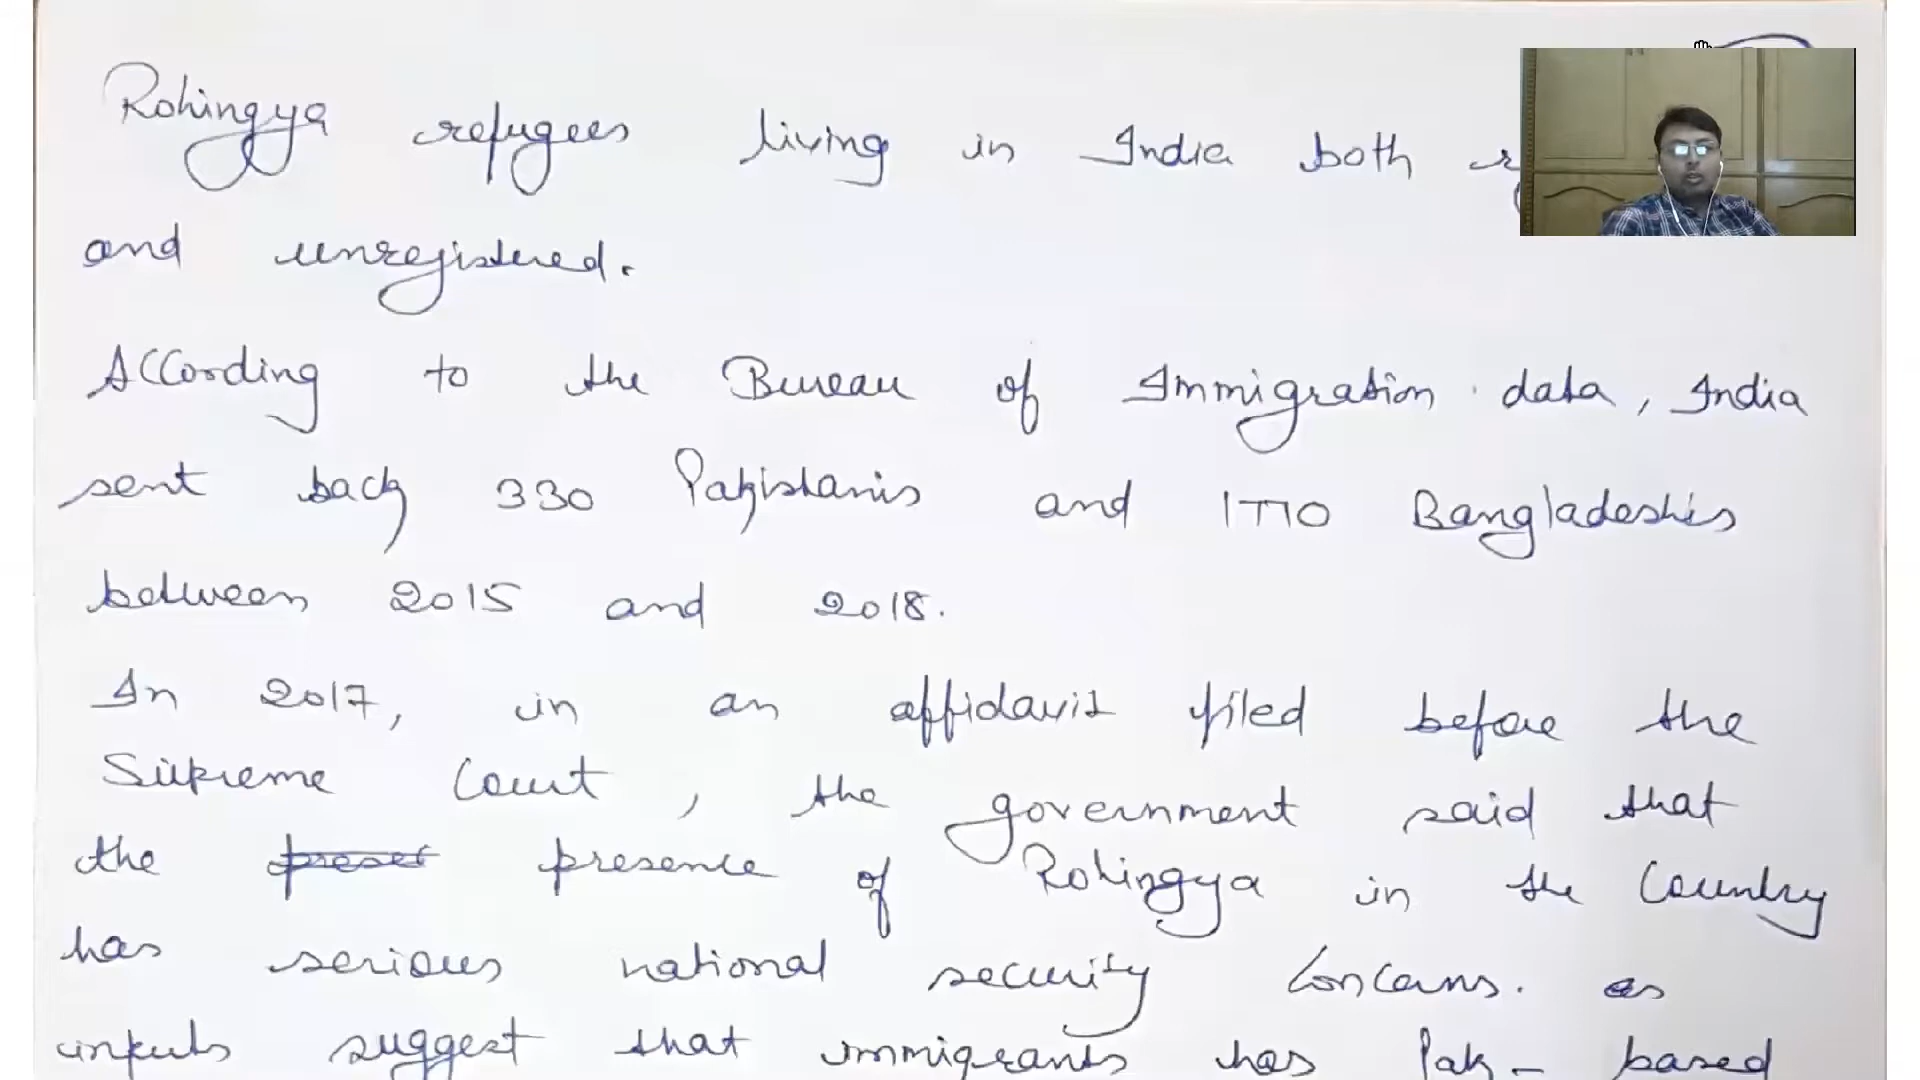 Rohingya refugees living in India both
and unregistered.
According to the Bureau of Immigration data, India
sent back 330 Pakistanis and 1770 Bangladeshis
between 2015 and 2018.
In 2017, in an affidavit filed before the
Supreme Court, the government said that
the presence of Rohingya in the Country
has serious national security Concerns. as
inputs suggest that immigrants has Pak-based